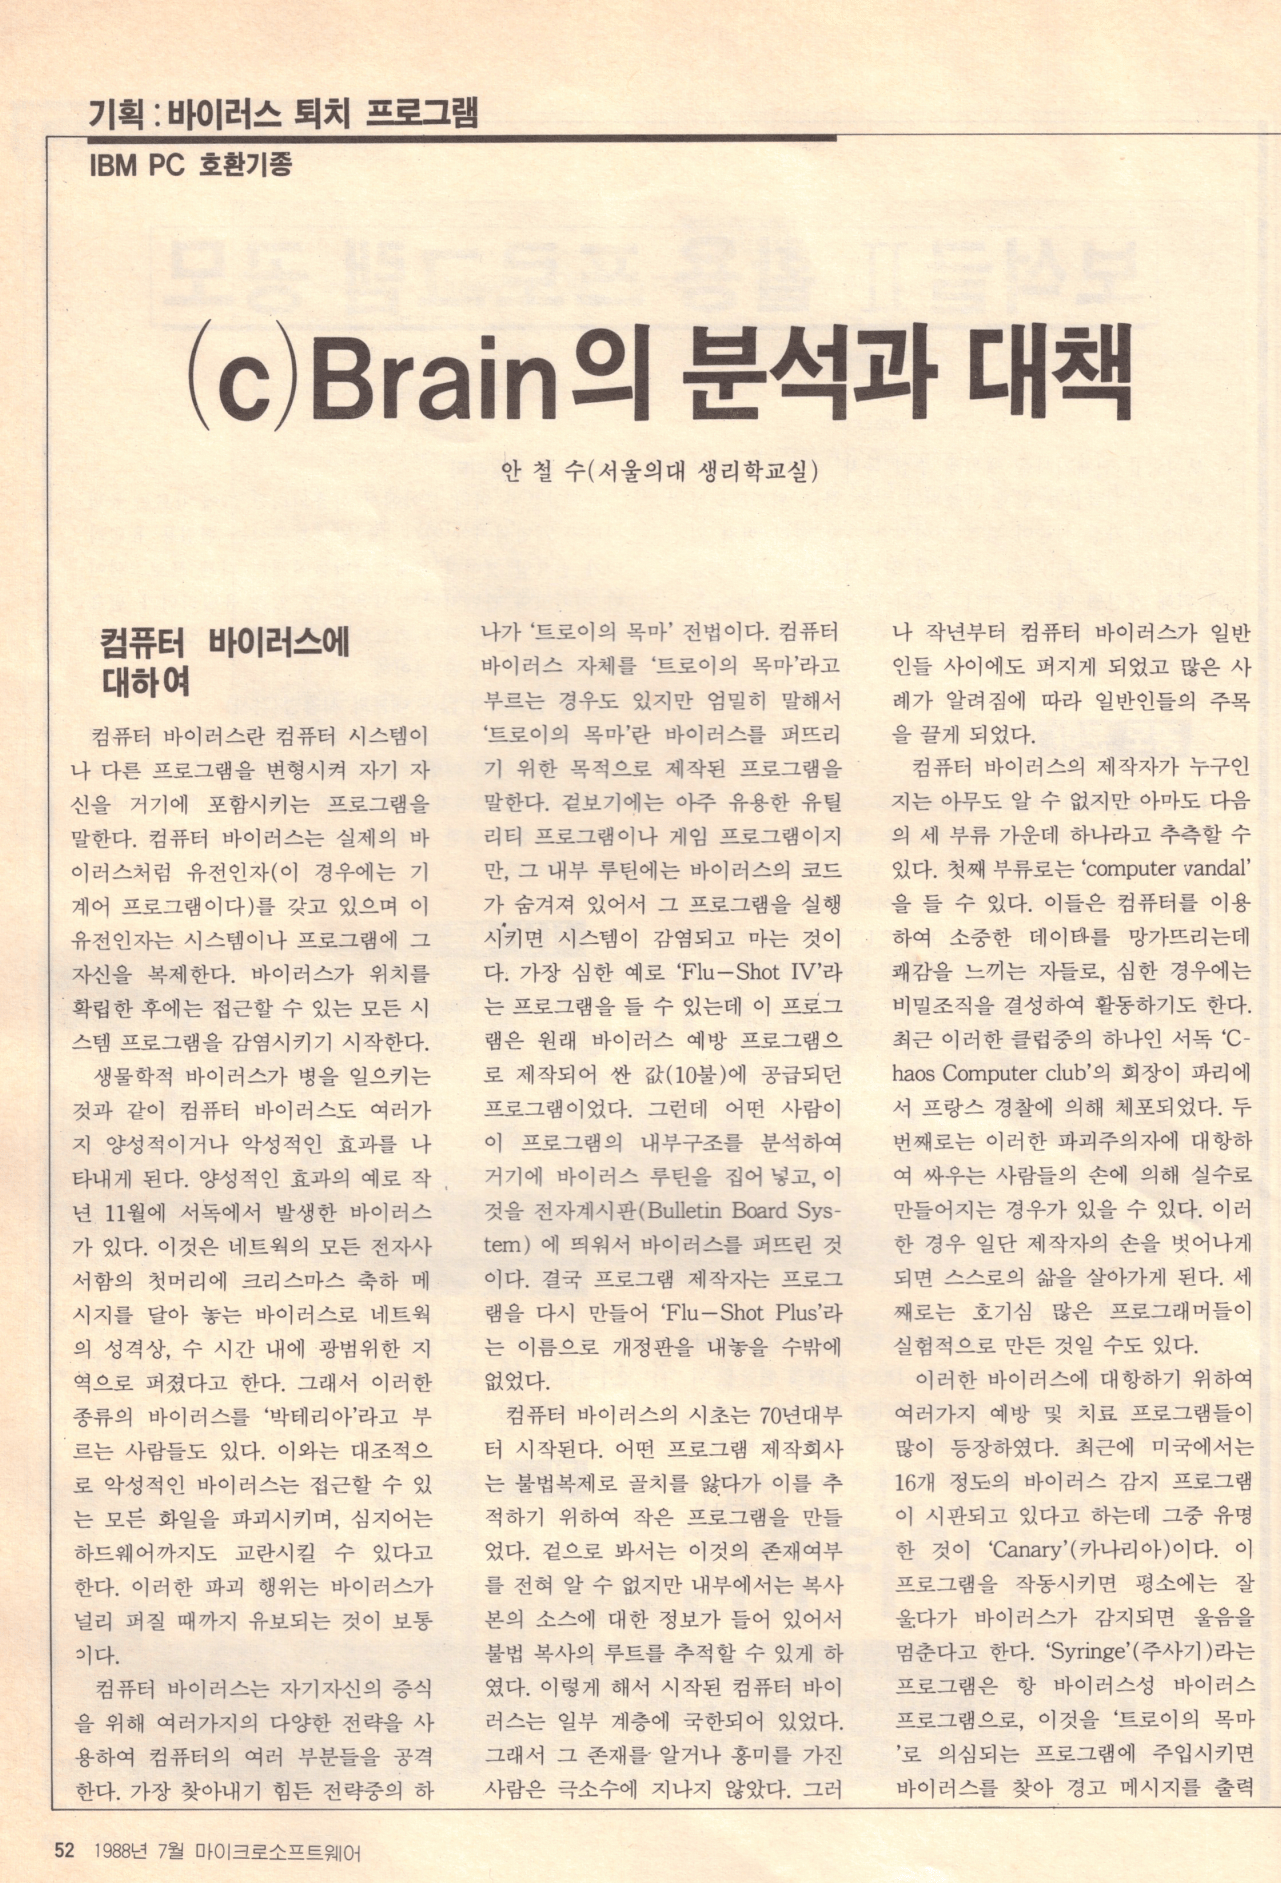 기획:바이러스 퇴치 프로그램
IBM PC 호환기종
(c)Brain의 분석과 대책
안 철 수(서울의대 생리학교실)
컴퓨터 바이러스에
대하여
컴퓨터 바이러스란 컴퓨터 시스템이
나 다른 프로그램을 변형시켜 자기 자
신을 거기에 포함시키는 프로그램을
말한다. 컴퓨터 바이러스는 실제의 바
이러스처럼 유전인자(이 경우에는 기
계어 프로그램이다)를 갖고 있으며 이
유전인자는 시스템이나 프로그램에 그
자신을 복제한다. 바이러스가 위치를
확립한 후에는 접근할 수 있는 모든 시
스템 프로그램을 감염시키기 시작한다.
생물학적 바이러스가 병을 일으키는
것과 같이 컴퓨터 바이러스도 여러가
지 양성적이거나 악성적인 효과를 나
타내게 된다. 양성적인 효과의 예로 작
년 11월에 서독에서 발생한 바이러스
가 있다. 이것은 네트웍의 모든 전자사
서함의 첫머리에 크리스마스 축하 메
시지를 달아 놓는 바이러스로 네트웍
의 성격상, 수 시간 내에 광범위한 지
역으로 퍼졌다고 한다. 그래서 이러한
종류의 바이러스를 '박테리아'라고 부
르는 사람들도 있다. 이와는 대조적으
로 악성적인 바이러스는 접근할 수 있
는 모든 화일을 파괴시키며, 심지어는
하드웨어까지도 교란시킬 수 있다고
한다. 이러한 파괴 행위는 바이러스가
널리 퍼질 때까지 유보되는 것이 보통
이다.
컴퓨터 바이러스는 자기자신의 증식
을 위해 여러가지의 다양한 전략을 사
용하여 컴퓨터의 여러 부분들을 공격
한다. 가장 찾아내기 힘든 전략중의 하
나가 '트로이의 목마' 전법이다. 컴퓨터
바이러스 자체를 '트로이의 목마'라고
부르는 경우도 있지만 엄밀히 말해서
'트로이의 목마'란 바이러스를 퍼뜨리
기 위한 목적으로 제작된 프로그램을
말한다. 겉보기에는 아주 유용한 유틸
리티 프로그램이나 게임 프로그램이지
만, 그 내부 루틴에는 바이러스의 코드
가 숨겨져 있어서 그 프로그램을 실행
시키면 시스템이 감염되고 마는 것이
다. 가장 심한 예로 'Flu－Shot IV'라
는 프로그램을 들 수 있는데 이 프로그
램은 원래 바이러스 예방 프로그램으
로 제작되어 싼 값(10불)에 공급되던
프로그램이었다. 그런데 어떤 사람이
이 프로그램의 내부구조를 분석하여
거기에 바이러스 루틴을 집어 넣고, 이
것을 전자계시판(Bulletin Board Sys-
tem) 에 띄워서 바이러스를 퍼뜨린 것
이다. 결국 프로그램 제작자는 프로그
램을 다시 만들어 'Flu－Shot Plus'라
는 이름으로 개정판을 내놓을 수밖에
없었다.
컴퓨터 바이러스의 시초는 70년대부
터 시작된다. 어떤 프로그램 제작회사
는 불법복제로 골치를 앓다가 이를 추
적하기 위하여 작은 프로그램을 만들
었다. 겉으로 봐서는 이것의 존재여부
를 전혀 알 수 없지만 내부에서는 복사
본의 소스에 대한 정보가 들어 있어서
불법 복사의 루트를 추적할 수 있게 하
였다. 이렇게 해서 시작된 컴퓨터 바이
러스는 일부 계층에 국한되어 있었다.
그래서 그 존재를 알거나 흥미를 가진
사람은 극소수에 지나지 않았다. 그러
나 작년부터 컴퓨터 바이러스가 일반
인들 사이에도 퍼지게 되었고 많은 사
례가 알려짐에 따라 일반인들의 주목
을 끌게 되었다.
컴퓨터 바이러스의 제작자가 누구인
지는 아무도 알 수 없지만 아마도 다음
의 세 부류 가운데 하나라고 추측할 수
있다. 첫째 부류로는 'computer vandal'
을 들 수 있다. 이들은 컴퓨터를 이용
하여 소중한 데이타를 망가뜨리는데
쾌감을 느끼는 자들로, 심한 경우에는
비밀조직을 결성하여 활동하기도 한다.
최근 이러한 클럽중의 하나인 서독 'C-
haos Computer club'의 회장이 파리에
서 프랑스 경찰에 의해 체포되었다. 두
번째로는 이러한 파괴주의자에 대항하
여 싸우는 사람들의 손에 의해 실수로
만들어지는 경우가 있을 수 있다. 이러
한 경우 일단 제작자의 손을 벗어나게
되면 스스로의 삶을 살아가게 된다. 세
째로는 호기심 많은 프로그래머들이
실험적으로 만든 것일 수도 있다.
이러한 바이러스에 대항하기 위하여
여러가지 예방 및 치료 프로그램들이
많이 등장하였다. 최근에 미국에서는
16개 정도의 바이러스 감지 프로그램
이 시판되고 있다고 하는데 그중 유명
한 것이 'Canary'(카나리아)이다. 이
프로그램을 작동시키면 평소에는 잘
울다가 바이러스가 감지되면 울음을
멈춘다고 한다. 'Syringe'(주사기)라는
프로그램은 항 바이러스성 바이러스
프로그램으로, 이것을 '트로이의 목마
'로 의심되는 프로그램에 주입시키면
바이러스를 찾아 경고 메시지를 출력
52 1988년 7월 마이크로소프트웨어